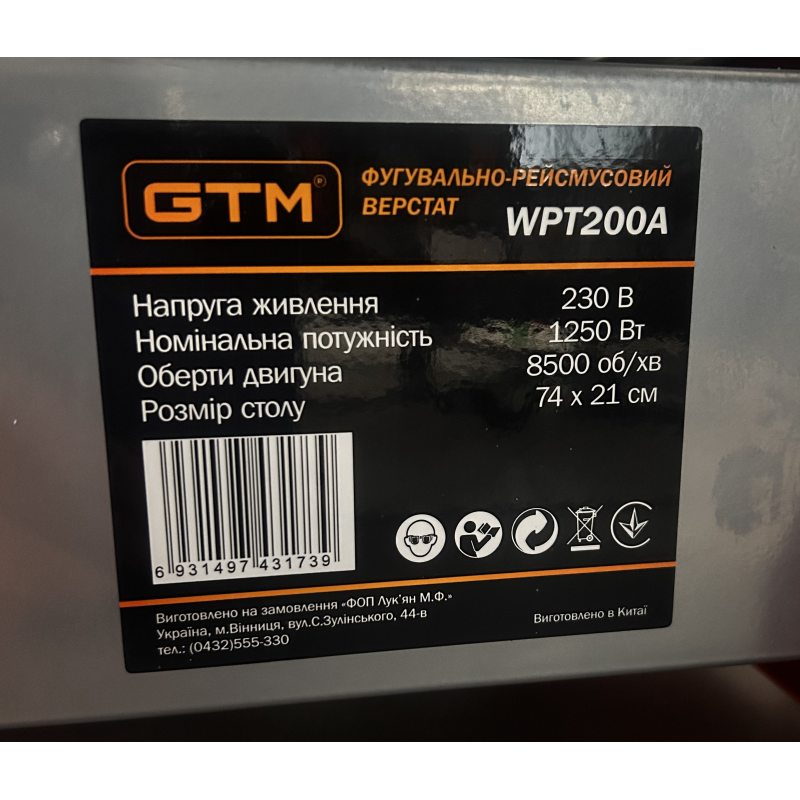 GTM
ФУГУВАЛЬНО-РЕЙСМУСОВИЙ
ВЕРСТАТ
WPT200A
Напруга живлення 230 В
Номінальна потужність 1250 Вт
Оберти двигуна 8500 об/хв
Розмір столу 74 х 21 см
6 931497 431739
Виготовлено на замовлення «ФОП Лук'ян М.Ф.»
Україна, м.Вінниця, вул.С.Зулінського, 44-в
тел.: (0432)555-330
Виготовлено в Китаї